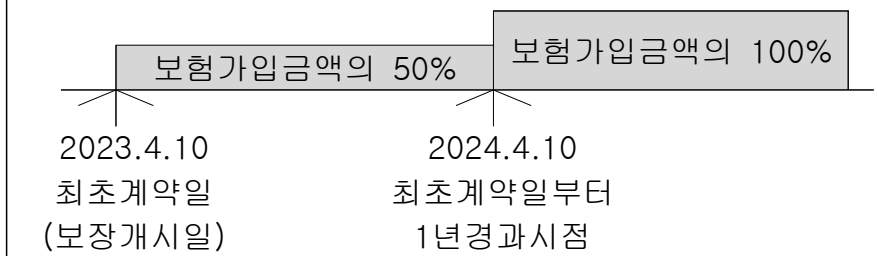 보험가입금액의 50%
보험가입금액의 100%
2023.4.10
최초계약일
(보장개시일)
2024.4.10
최초계약일부터
1년경과시점